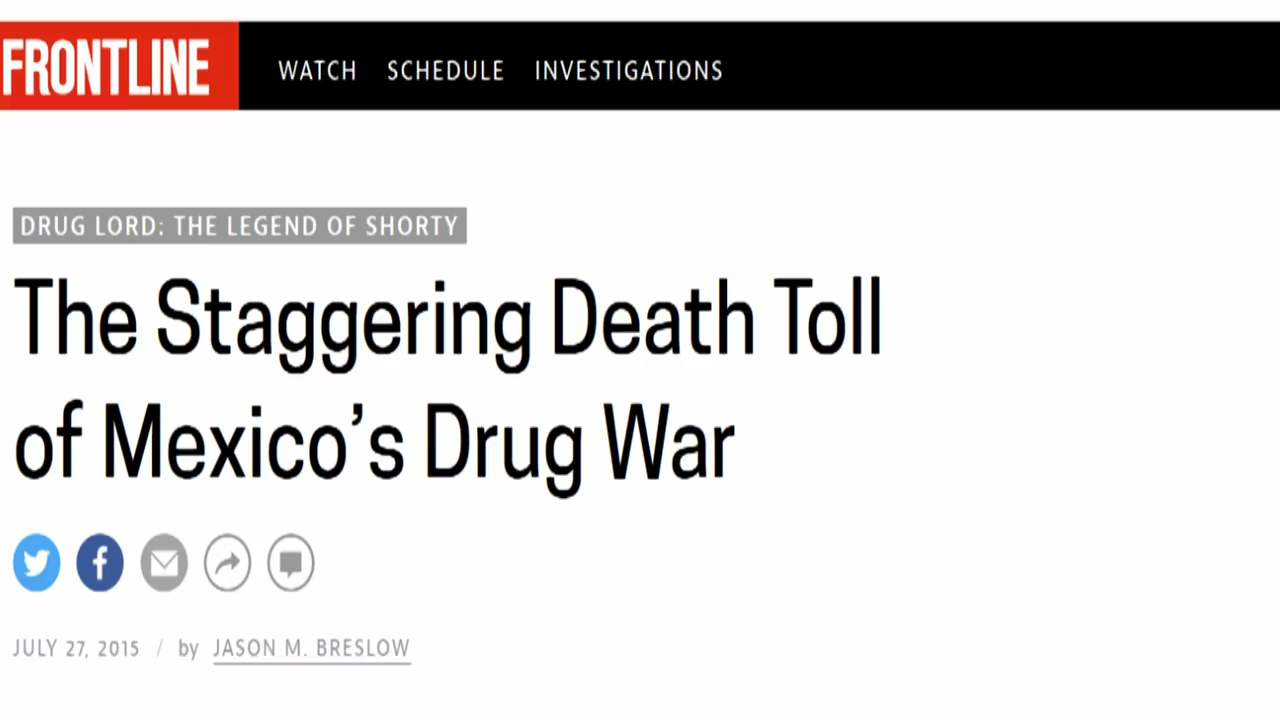 FRONTLINE WATCH SCHEDULE INVESTIGATIONS
DRUG LORD: THE LEGEND OF SHORTY
The Staggering Death Toll
of Mexico’s Drug War
JULY 27, 2015 / by JASON M. BRESLOW